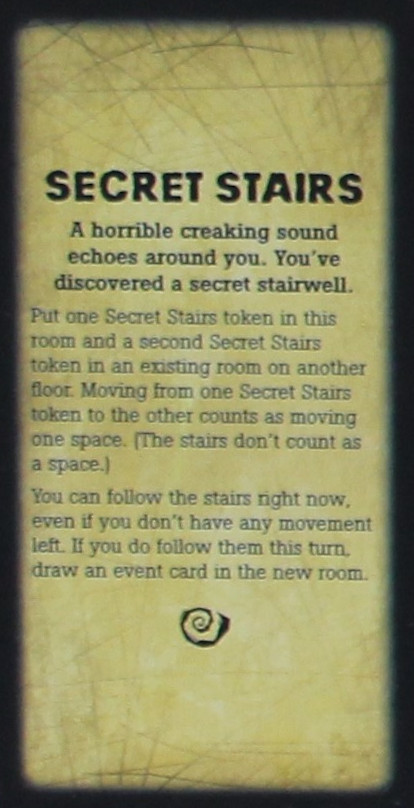 SECRET STAIRS
A horrible creaking sound
echoes around you. You've
discovered a secret stairwell.
Put one Secret Stairs token in this
room and a second Secret Stairs
token in an existing room on another
floor. Moving from one Secret Stairs
token to the other counts as moving
one space. (The stairs don't count as
a space.)
You can follow the stairs right now,
even if you don't have any movement
left. If you do follow them this turn,
draw an event card in the new room.